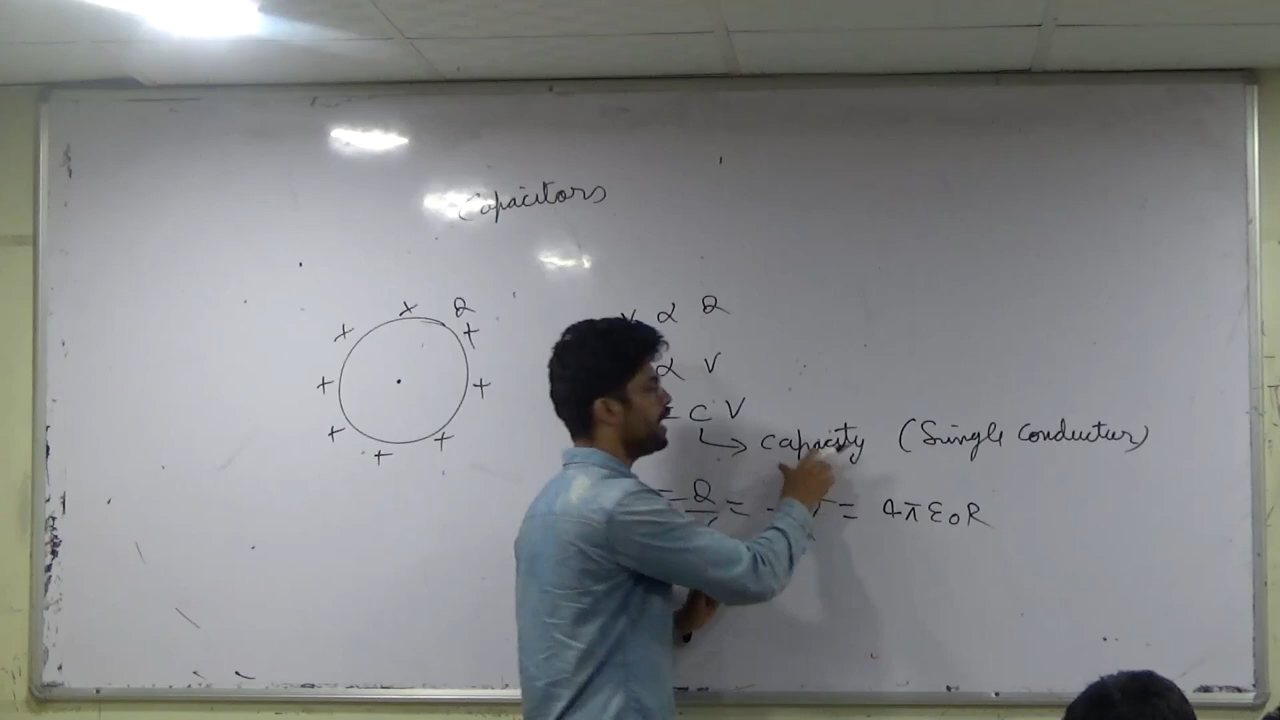 Capacitors
+ + + + + + + + Q
V α Q
α V
= C V
↳ Capacity (Single Conductor)
= Q = = 4πε₀R